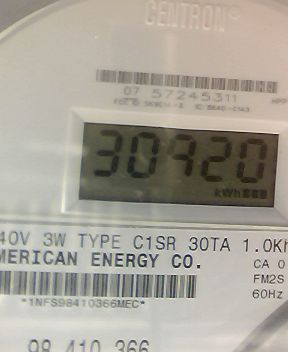 CENTRON®
07 57245311
30920
kWh
40V 3W TYPE C1SR 30TA 1.0Kh
MERICAN ENERGY CO.
CA 0
FM2S
60Hz
*1NFS98410366MEC*
98 410 366